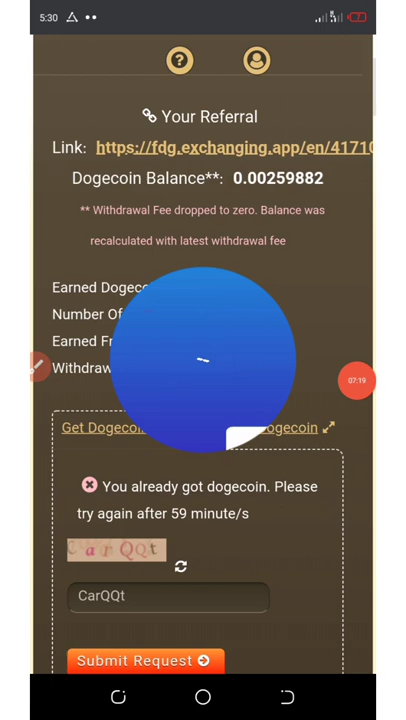 5:30
7
?
Your Referral
Link: https://fdg.exchanging.app/en/41710
Dogecoin Balance**: 0.00259882
** Withdrawal Fee dropped to zero. Balance was
recalculated with latest withdrawal fee
Earned Dogec
Number Of
Earned Fr
Withdraw
07:19
Get Dogecoi ogecoin
You already got dogecoin. Please
try again after 59 minute/s
CarQQt
CarQQt
Submit Request